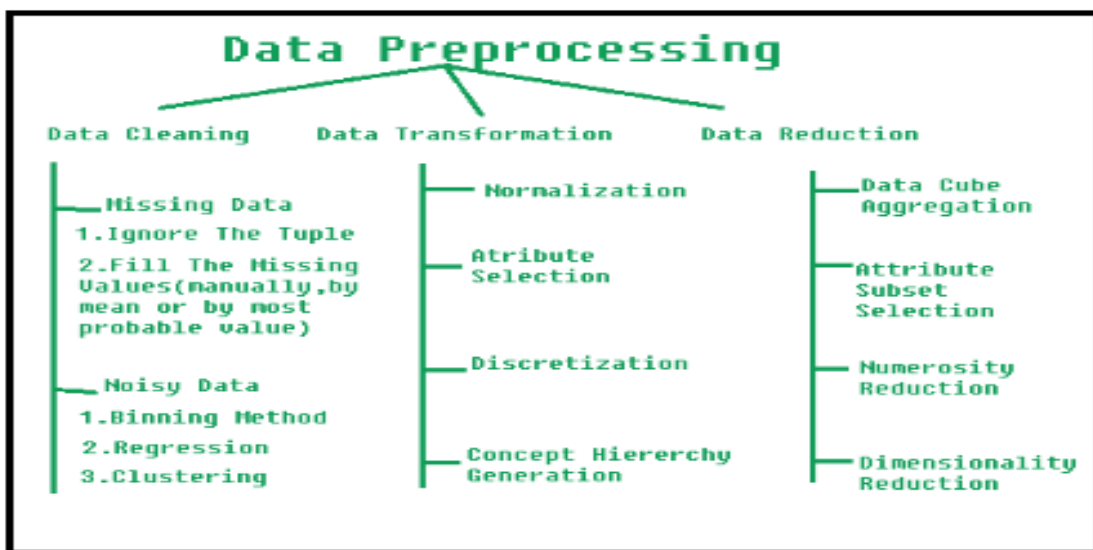 Data Preprocessing
Data Cleaning
Missing Data
1.Ignore The Tuple
2.Fill The Missing
Values(manually,by
mean or by most
probable value)
Noisy Data
1.Binning Method
2.Regression
3.Clustering
Data Transformation
Normalization
Atribute
Selection
Discretization
Concept Hiererchy
Generation
Data Reduction
Data Cube
Aggregation
Attribute
Subset
Selection
Numerosity
Reduction
Dimensionality
Reduction